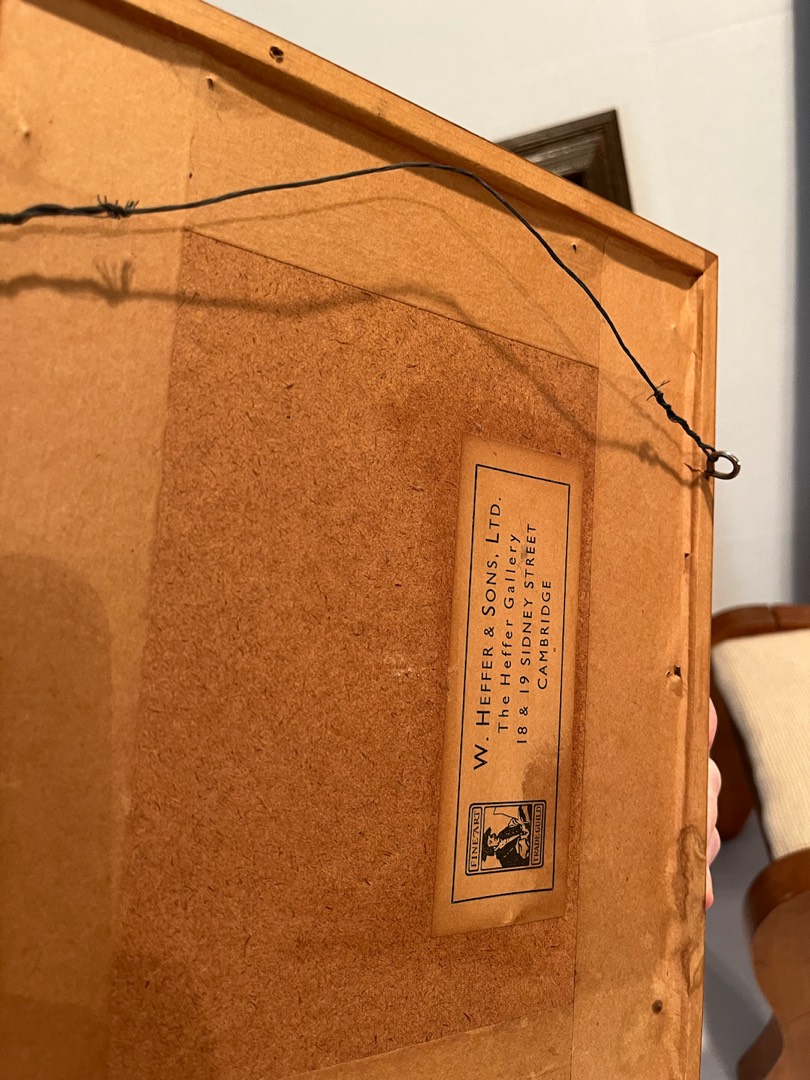 W. HEFFER & SONS, LTD.
The Heffer Gallery
18 & 19 SIDNEY STREET
CAMBRIDGE
FINE ART
TRADE GUILD